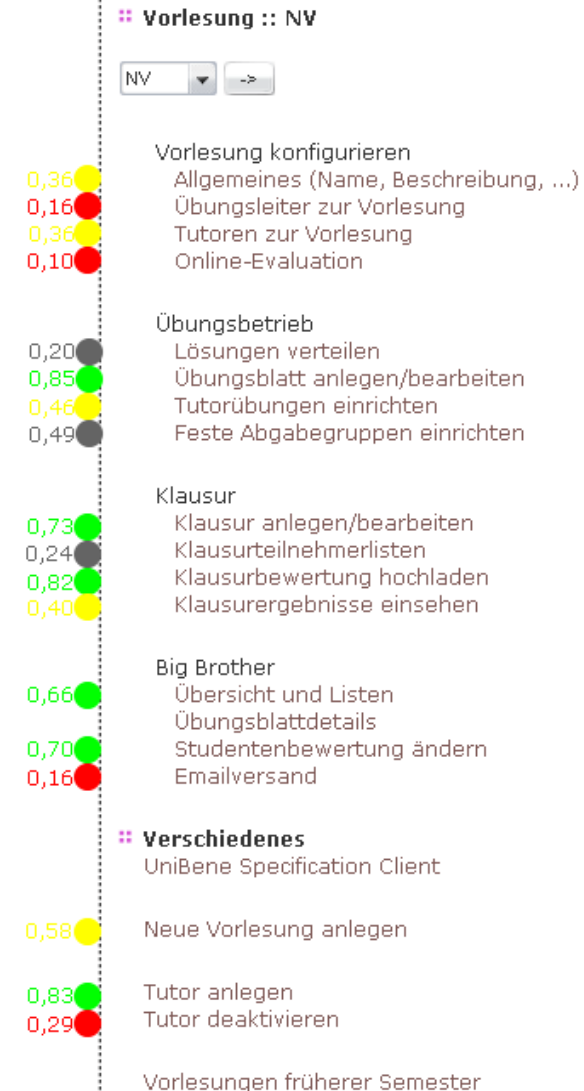 Vorlesung :: NV
NV ->
Vorlesung konfigurieren
0,36 Allgemeines (Name, Beschreibung, ...)
0,16 Übungsleiter zur Vorlesung
0,36 Tutoren zur Vorlesung
0,10 Online-Evaluation
Übungsbetrieb
0,20 Lösungen verteilen
0,85 Übungsblatt anlegen/bearbeiten
0,46 Tutorübungen einrichten
0,49 Feste Abgabegruppen einrichten
Klausur
0,73 Klausur anlegen/bearbeiten
0,24 Klausurteilnehmerlisten
0,82 Klausurbewertung hochladen
0,40 Klausurergebnisse einsehen
Big Brother
0,66 Übersicht und Listen
Übungsblattdetails
0,70 Studentenbewertung ändern
0,16 Emailversand
Verschiedenes
UniBene Specification Client
0,58 Neue Vorlesung anlegen
0,83 Tutor anlegen
0,29 Tutor deaktivieren
Vorlesungen früherer Semester